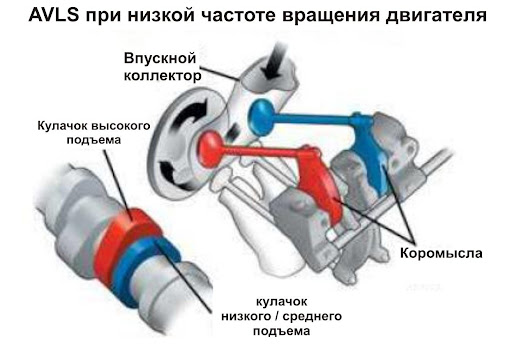 AVLS при низкой частоте вращения двигателя
Впускной
коллектор
Кулачок высокого
подъема
Коромысла
кулачок
низкого / среднего
подъема